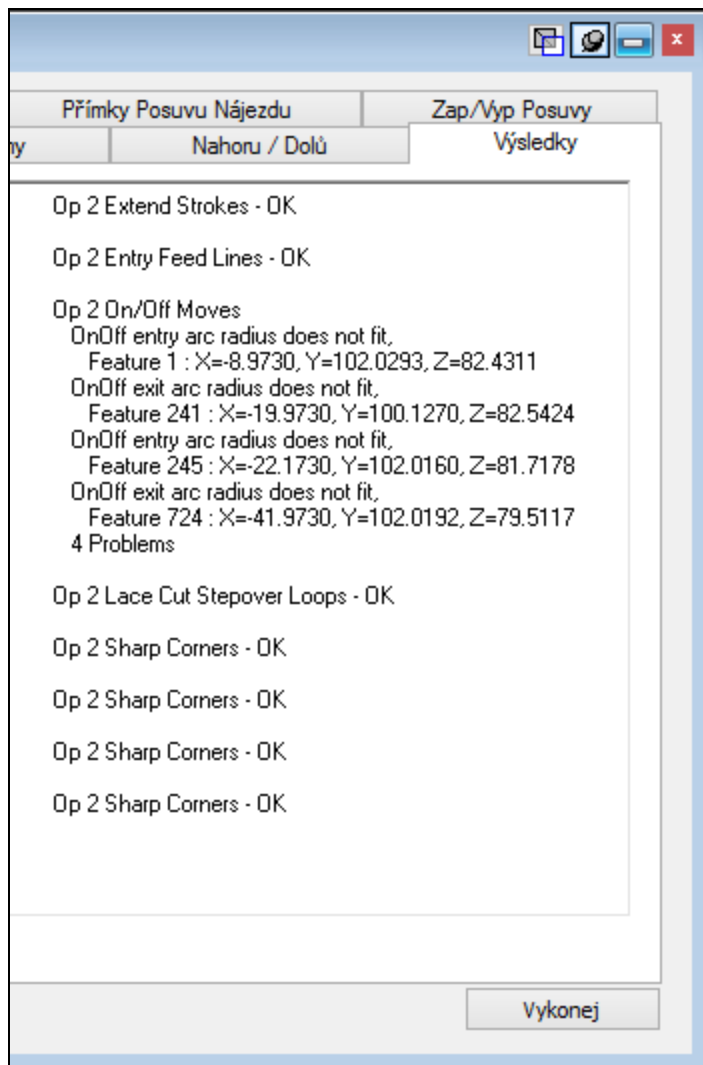 Přímky Posuvu Nájezdu
Zap/Vyp Posuvy
ny
Nahoru / Dolů
Výsledky
Op 2 Extend Strokes - OK
Op 2 Entry Feed Lines - OK
Op 2 On/Off Moves
OnOff entry arc radius does not fit,
Feature 1 : X=-8.9730, Y=102.0293, Z=82.4311
OnOff exit arc radius does not fit,
Feature 241 : X=-19.9730, Y=100.1270, Z=82.5424
OnOff entry arc radius does not fit,
Feature 245 : X=-22.1730, Y=102.0160, Z=81.7178
OnOff exit arc radius does not fit,
Feature 724 : X=-41.9730, Y=102.0192, Z=79.5117
4 Problems
Op 2 Lace Cut Stepover Loops - OK
Op 2 Sharp Corners - OK
Op 2 Sharp Corners - OK
Op 2 Sharp Corners - OK
Op 2 Sharp Corners - OK
Vykonej